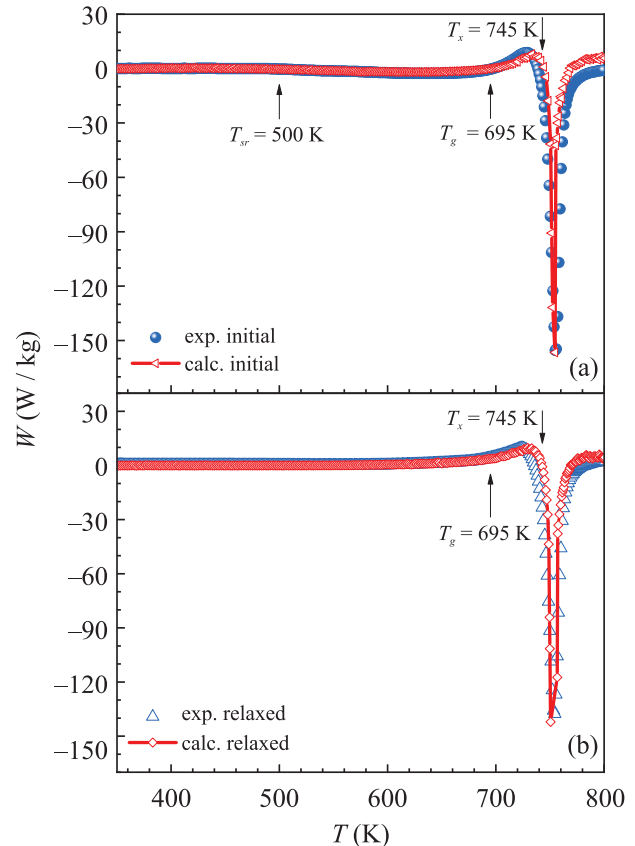 30
T_x = 745 K
0
T_sr = 500 K
T_g = 695 K
−30
−60
−90
−120
−150
exp. initial
calc. initial
(a)
W (W / kg)
30
T_x = 745 K
0
T_g = 695 K
−30
−60
−90
−120
−150
exp. relaxed
calc. relaxed
(b)
400 500 600 700 800
T (K)